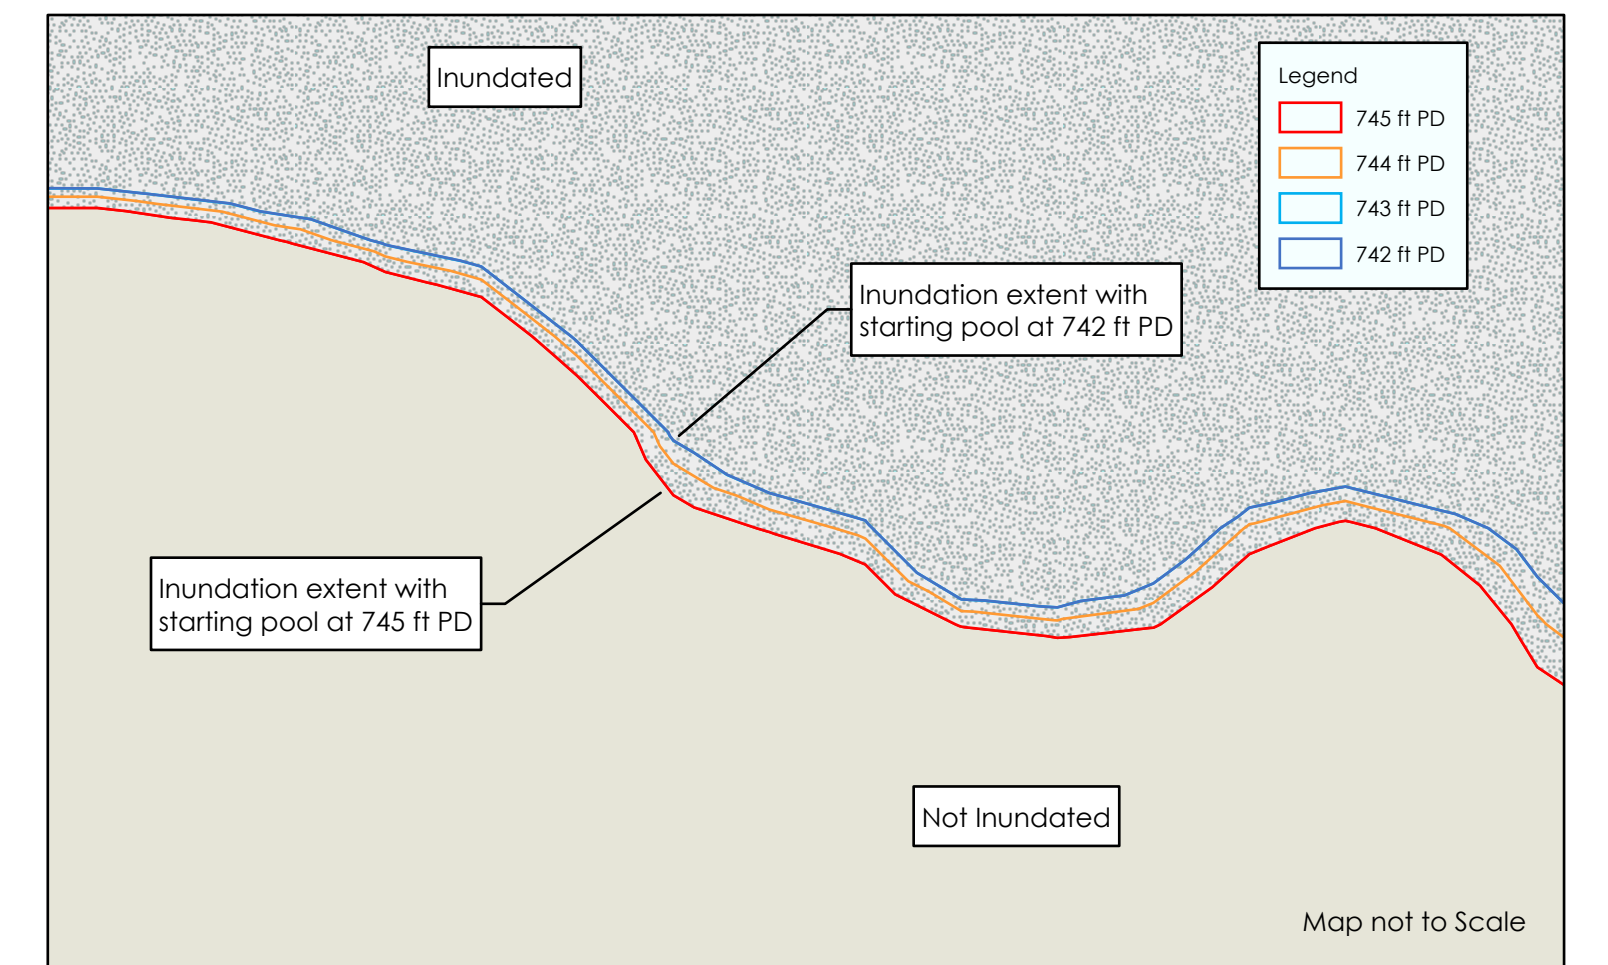 Inundated
Legend
745 ft PD
744 ft PD
743 ft PD
742 ft PD
Inundation extent with
starting pool at 742 ft PD
Inundation extent with
starting pool at 745 ft PD
Not Inundated
Map not to Scale